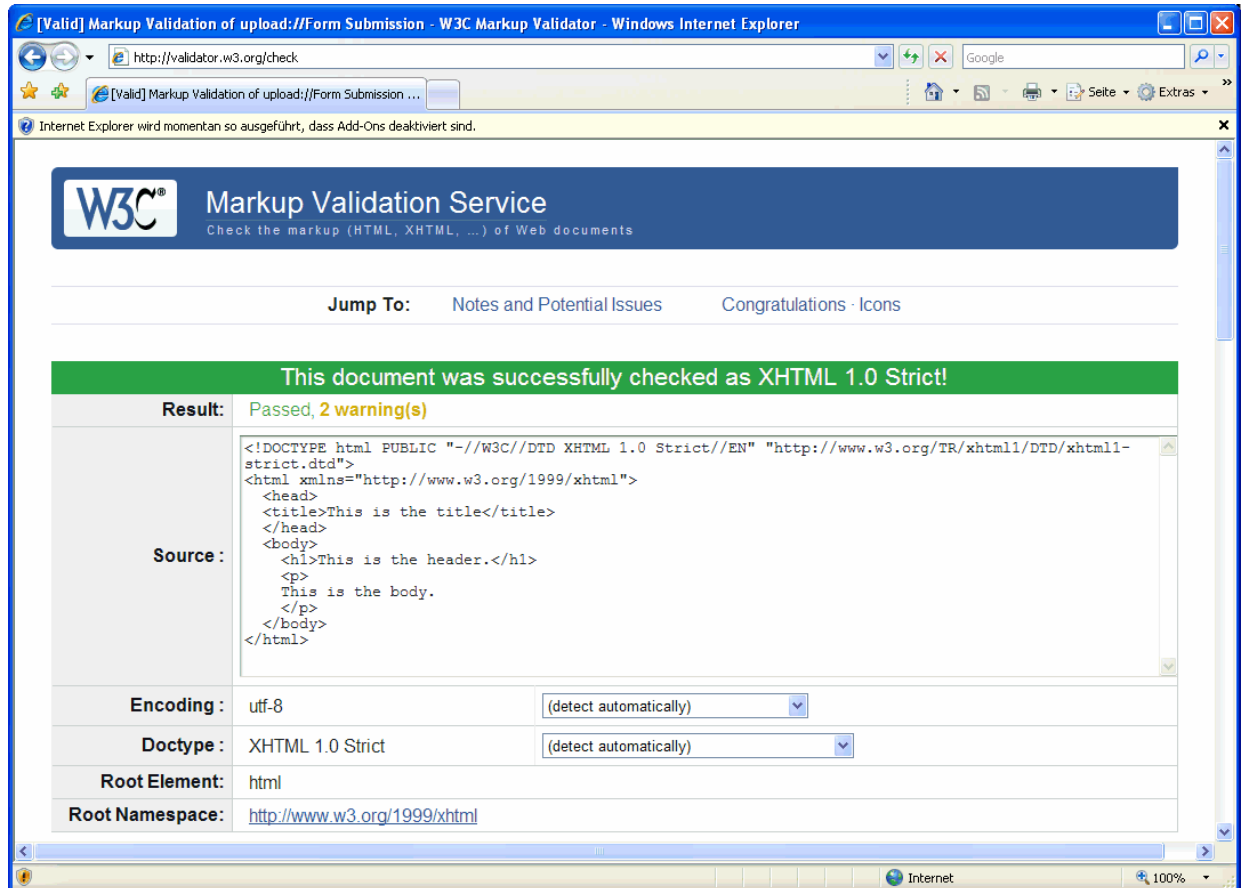 [Valid] Markup Validation of upload://Form Submission - W3C Markup Validator - Windows Internet Explorer
http://validator.w3.org/check
Google
[Valid] Markup Validation of upload://Form Submission ...
Seite
Extras
»
Internet Explorer wird momentan so ausgeführt, dass Add-Ons deaktiviert sind.
W3C®
Markup Validation Service
Check the markup (HTML, XHTML, …) of Web documents
Jump To: Notes and Potential Issues Congratulations · Icons
This document was successfully checked as XHTML 1.0 Strict!
Result: Passed, 2 warning(s)
Source :
<!DOCTYPE html PUBLIC "-//W3C//DTD XHTML 1.0 Strict//EN" "http://www.w3.org/TR/xhtml1/DTD/xhtml1-
strict.dtd">
<html xmlns="http://www.w3.org/1999/xhtml">
<head>
<title>This is the title</title>
</head>
<body>
<h1>This is the header.</h1>
<p>
This is the body.
</p>
</body>
</html>
Encoding : utf-8 (detect automatically)
Doctype : XHTML 1.0 Strict (detect automatically)
Root Element: html
Root Namespace: http://www.w3.org/1999/xhtml
Internet 100%